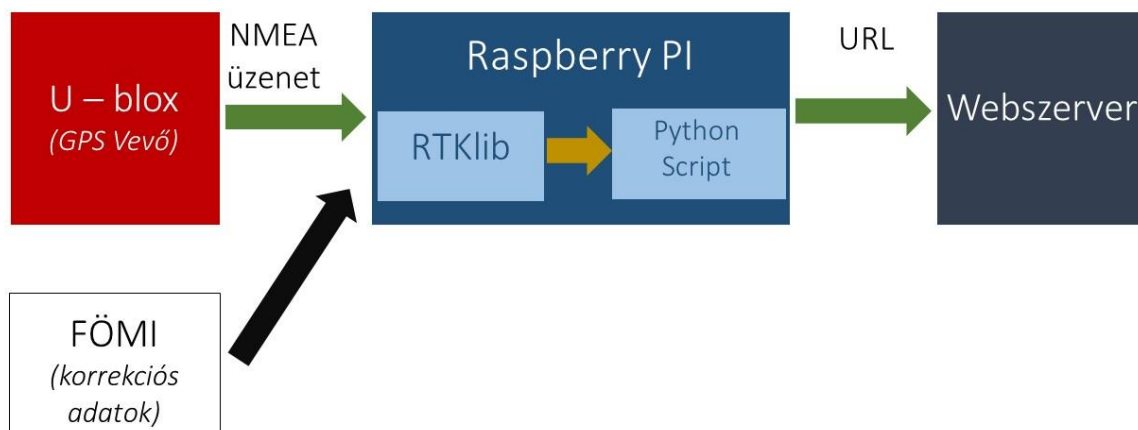 U – blox
(GPS Vevő)
NMEA
üzenet
Raspberry PI
RTKlib
Python
Script
URL
Webszerver
FÖMI
(korrekciós
adatok)